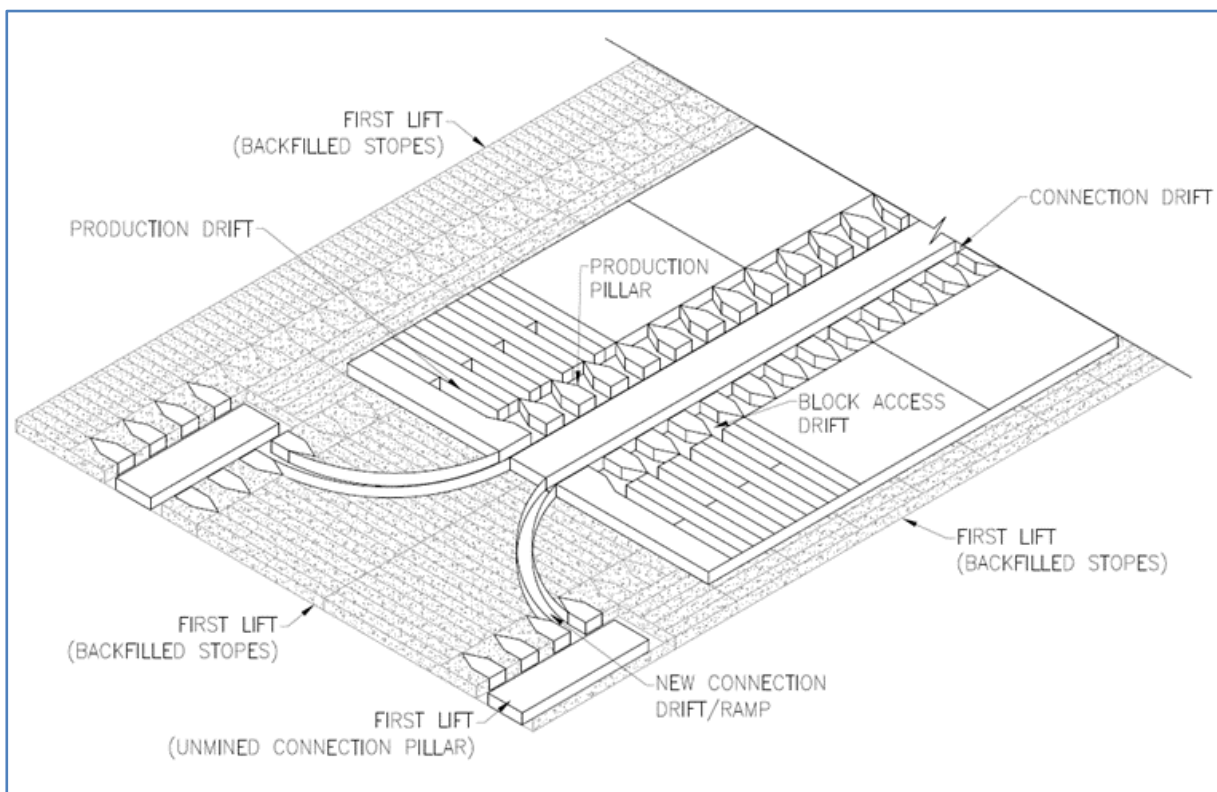 FIRST LIFT
(BACKFILLED STOPES)
CONNECTION DRIFT
PRODUCTION DRIFT
PRODUCTION
PILLAR
BLOCK ACCESS
DRIFT
FIRST LIFT
(BACKFILLED STOPES)
FIRST LIFT
(BACKFILLED STOPES)
NEW CONNECTION
DRIFT/RAMP
FIRST LIFT
(UNMINED CONNECTION PILLAR)